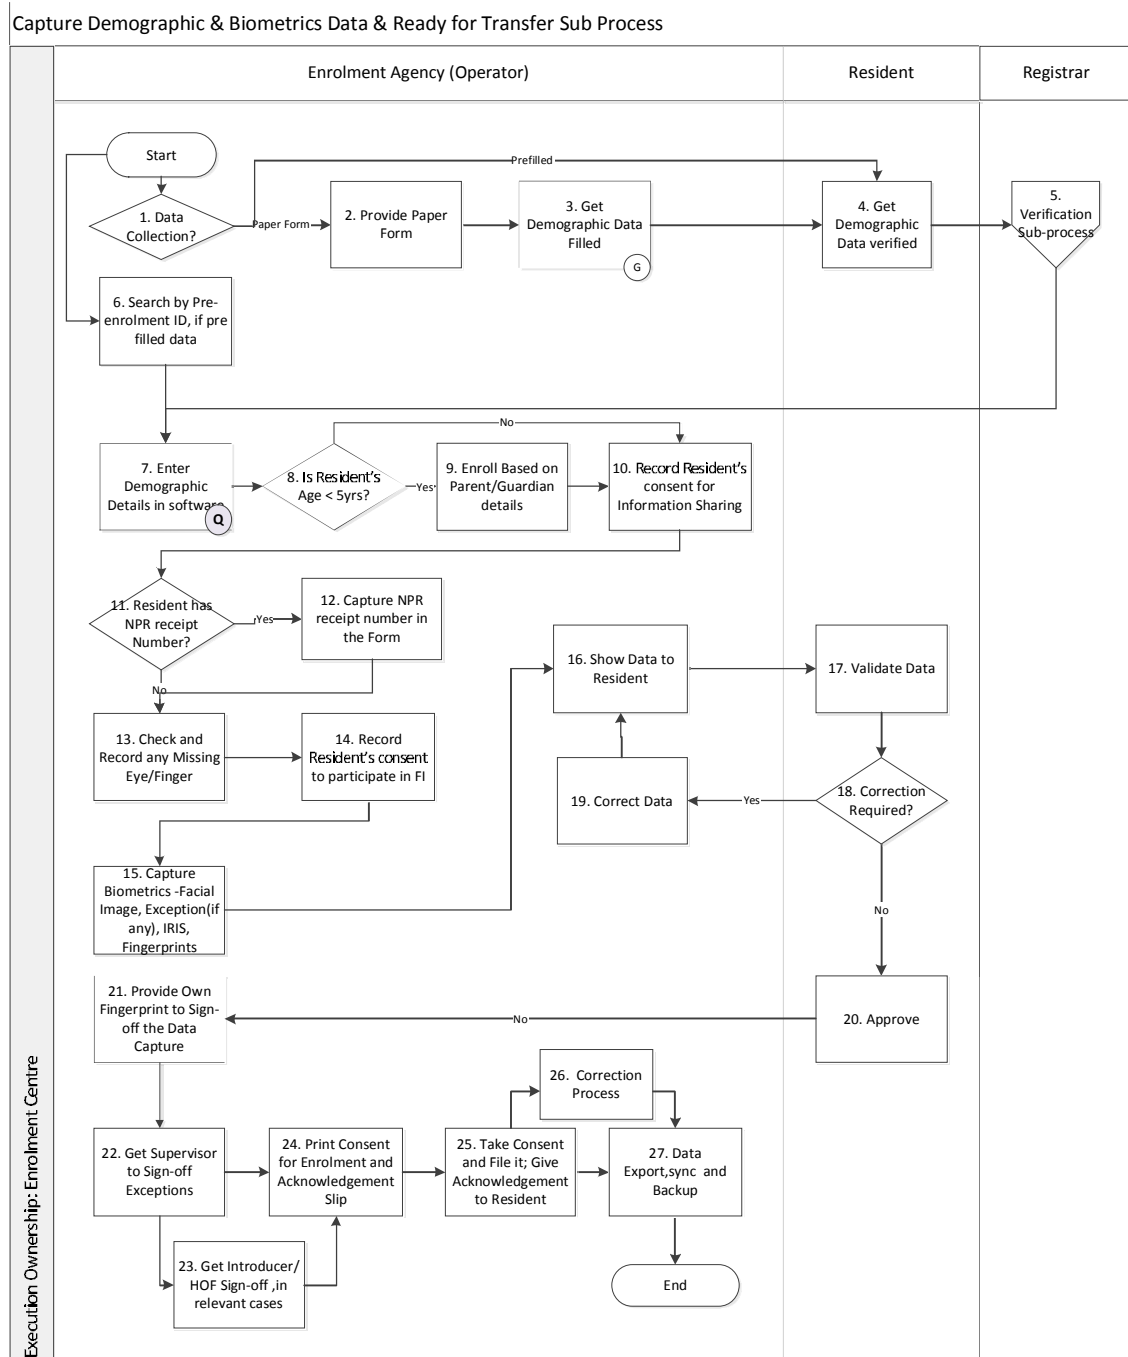 Capture Demographic & Biometrics Data & Ready for Transfer Sub Process
Enrolment Agency (Operator)
Resident
Registrar
Start
Prefilled
1. Data
Collection?
Paper Form
2. Provide Paper
Form
3. Get
Demographic Data
Filled
G
4. Get
Demographic
Data verified
5.
Verification
Sub-process
6. Search by Pre-
enrolment ID, if pre
filled data
No
7. Enter
Demographic
Details in software
Q
8. Is Resident's
Age < 5yrs?
Yes
9. Enroll Based on
Parent/Guardian
details
10. Record Resident's
consent for
Information Sharing
11. Resident has
NPR receipt
Number?
Yes
12. Capture NPR
receipt number in
the Form
No
13. Check and
Record any Missing
Eye/Finger
14. Record
Resident's consent
to participate in FI
15. Capture
Biometrics -Facial
Image, Exception(if
any), IRIS,
Fingerprints
16. Show Data to
Resident
17. Validate Data
18. Correction
Required?
Yes
19. Correct Data
No
20. Approve
No
21. Provide Own
Fingerprint to Sign-
off the Data
Capture
22. Get Supervisor
to Sign-off
Exceptions
23. Get Introducer/
HOF Sign-off ,in
relevant cases
24. Print Consent
for Enrolment and
Acknowledgement
Slip
25. Take Consent
and File it; Give
Acknowledgement
to Resident
26.  Correction
Process
27. Data
Export,sync  and
Backup
End
Execution Ownership: Enrolment Centre